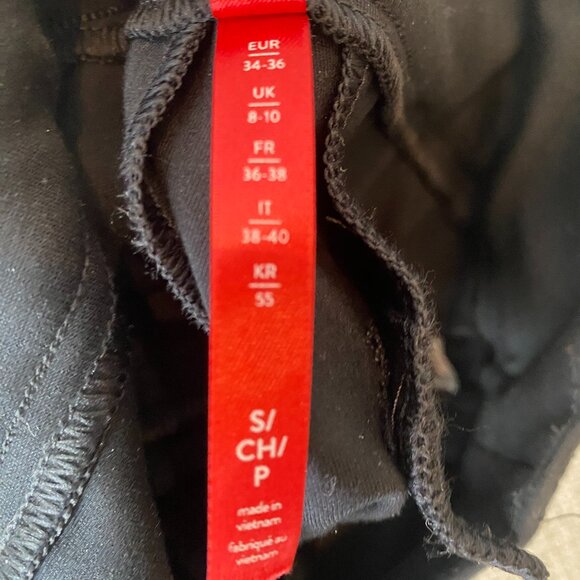 EUR
34-36
UK
8-10
FR
36-38
IT
38-40
KR
55
S/
CH/
P
made in
vietnam
fabriqué au
vietnam